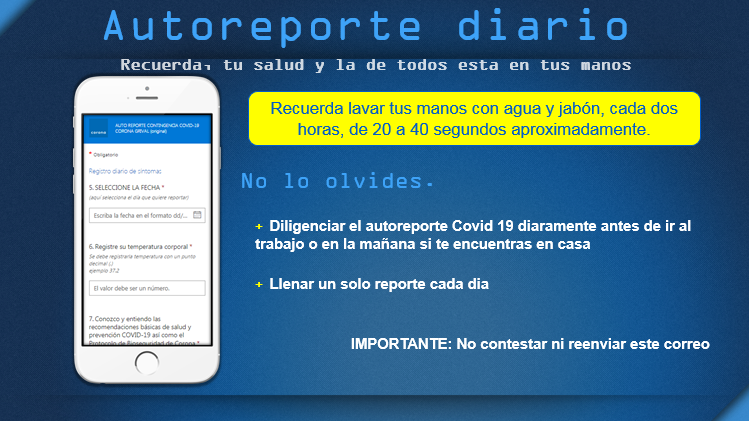 Autoreporte diario
Recuerda, tu salud y la de todos esta en tus manos
Recuerda lavar tus manos con agua y jabón, cada dos
horas, de 20 a 40 segundos aproximadamente.
No lo olvides.
+ Diligenciar el autoreporte Covid 19 diaramente antes de ir al
trabajo o en la mañana si te encuentras en casa
+ Llenar un solo reporte cada dia
IMPORTANTE: No contestar ni reenviar este correo
corona
AUTO REPORTE CONTINGENCIA COVID-19
CORONA GRIVAL (original)
* Obligatorio
Registro diario de síntomas
5. SELECCIONE LA FECHA *
(aquí selecciona el día que quiere reportar)
Escriba la fecha en el formato dd/...
6. Registre su temperatura corporal *
Se debe registrarla temperatura con un punto
decimal (.)
ejemplo 37.2
El valor debe ser un número.
7. Conozco y entiendo las
recomendaciones básicas de salud y
prevención COVID-19 así como el
Protocolo de Bioseguridad de Corona *